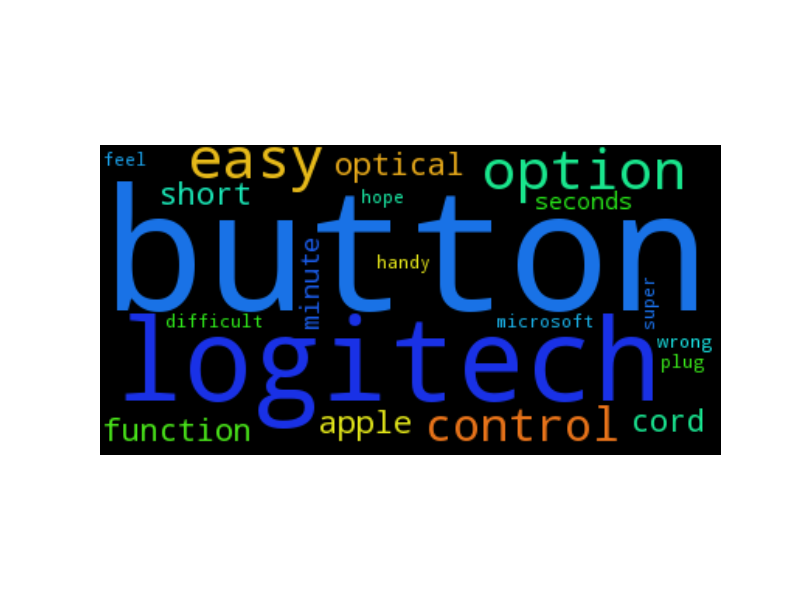 feel easy optical option
short hope seconds
button
minute handy super
difficult microsoft
logitech wrong
plug
function apple control cord